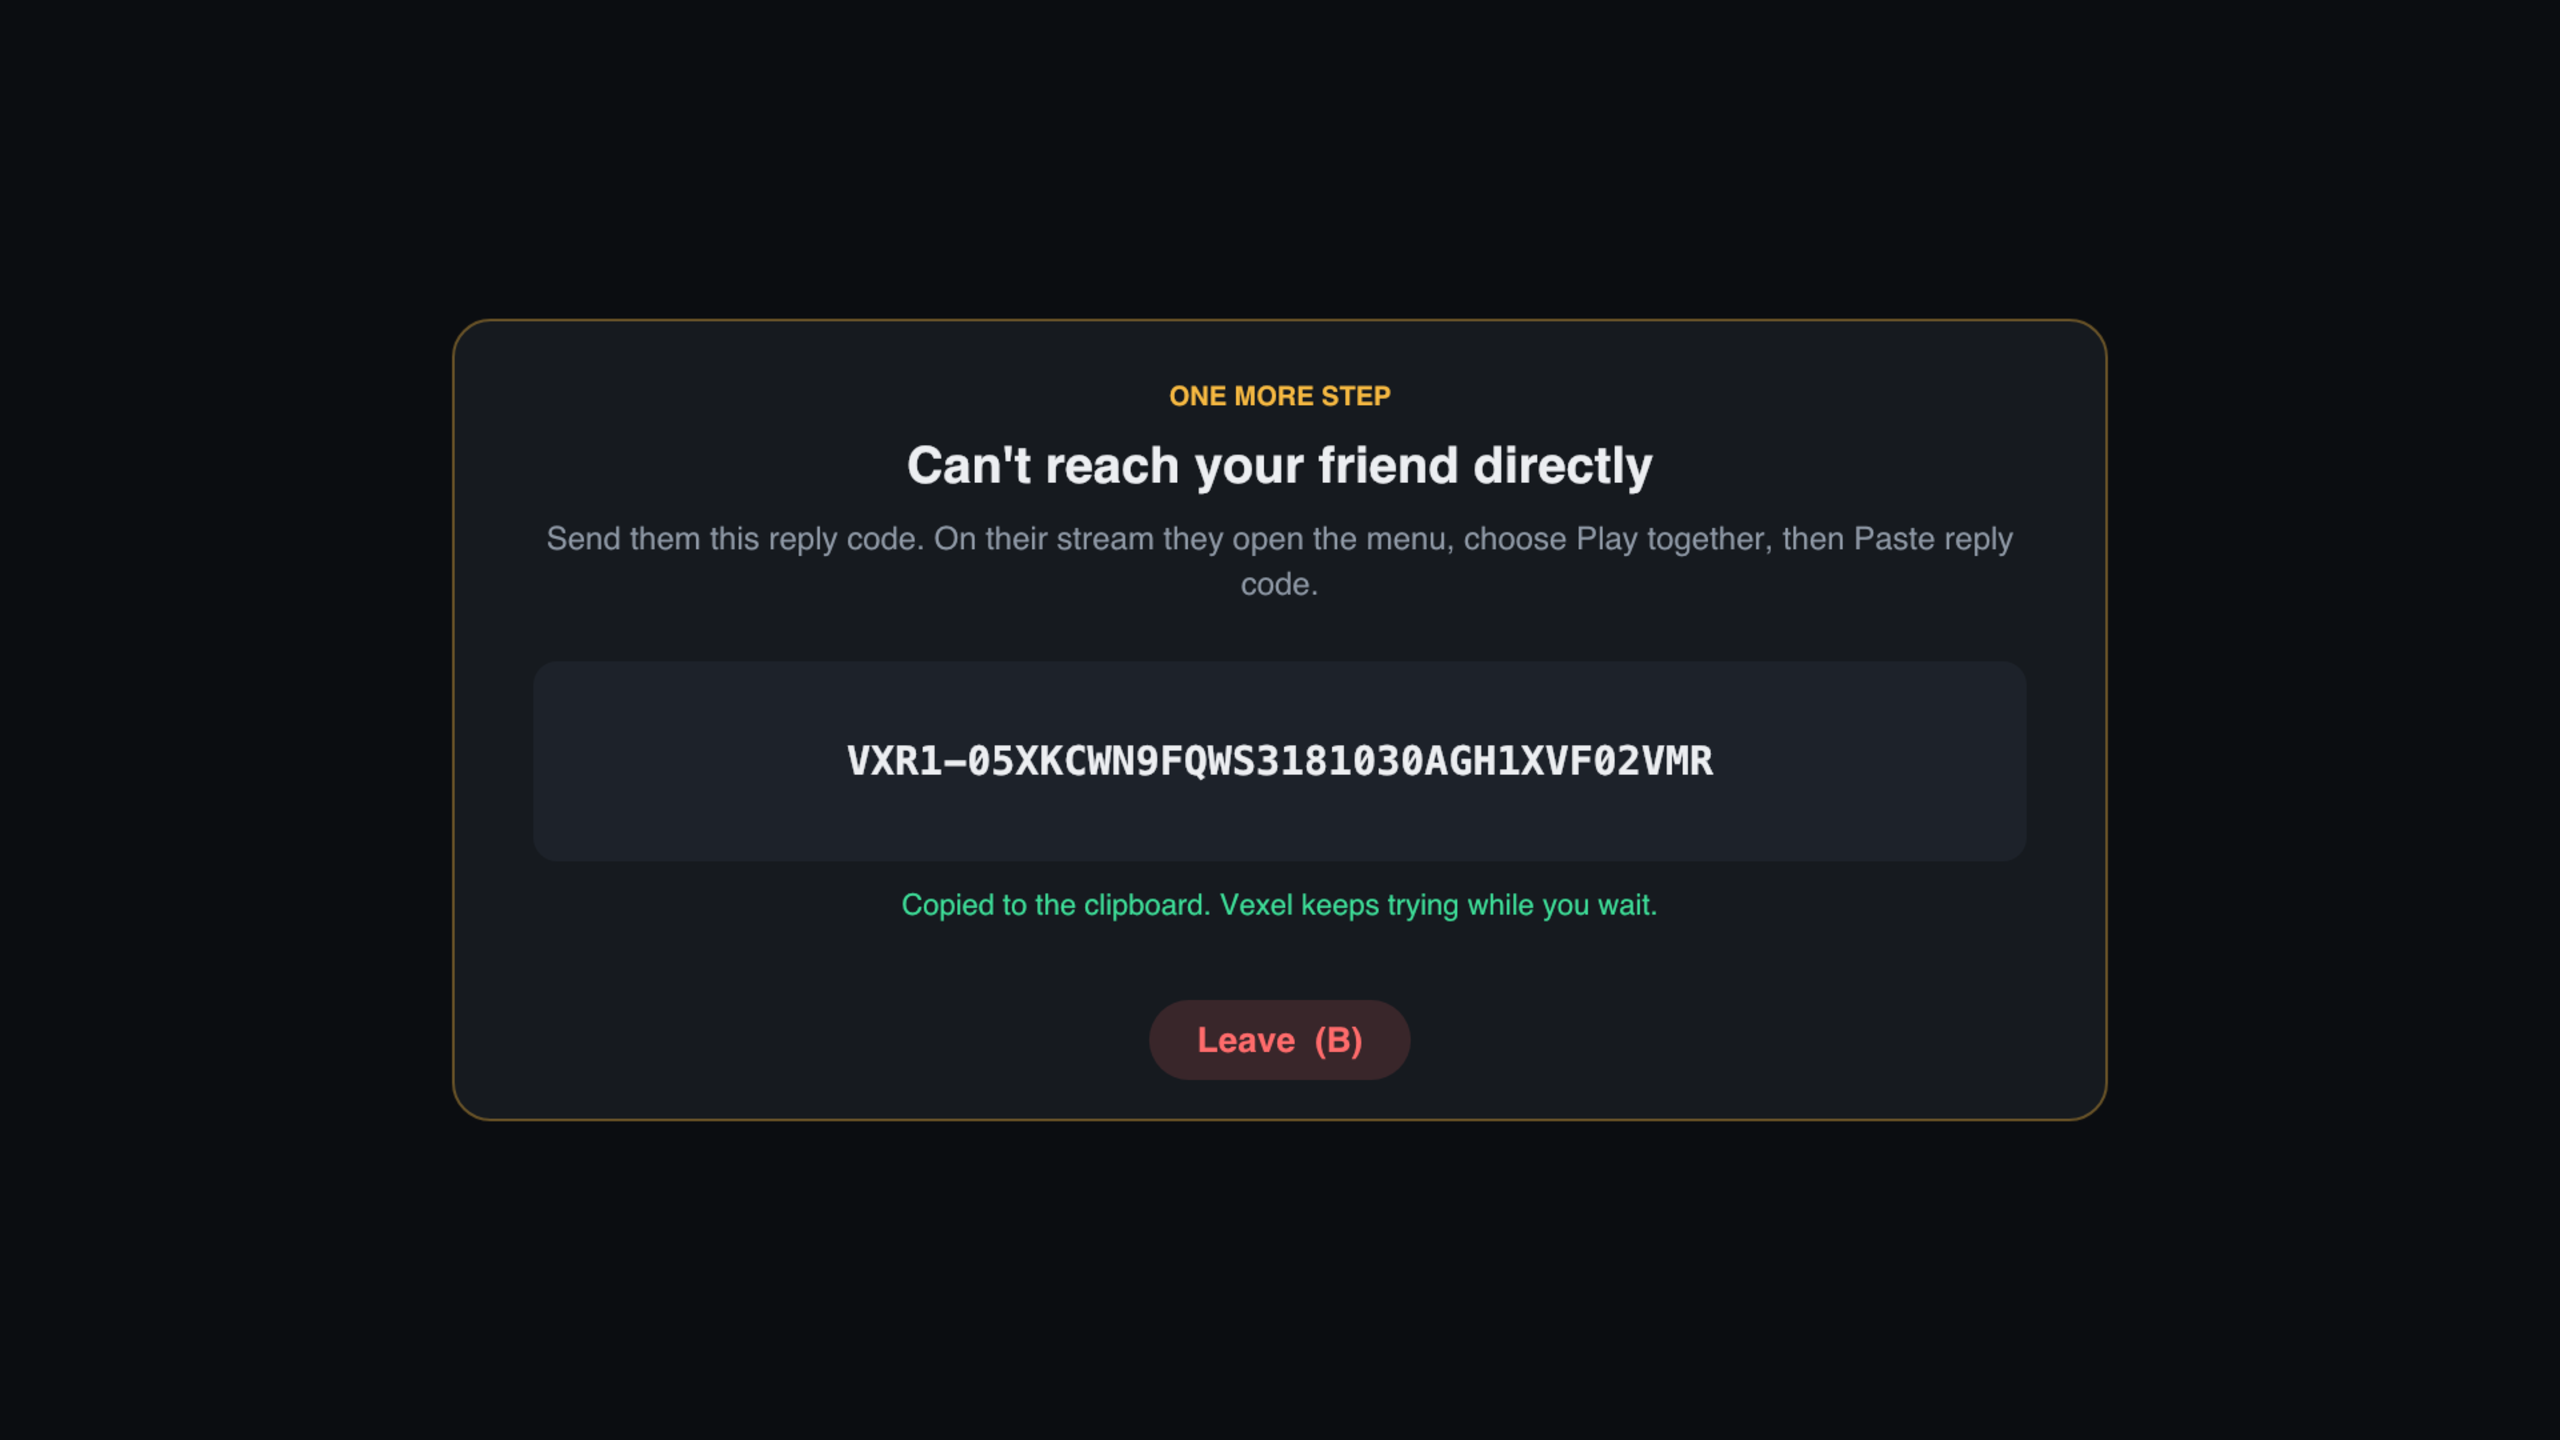 ONE MORE STEP
Can't reach your friend directly
Send them this reply code. On their stream they open the menu, choose Play together, then Paste reply
code.
VXR1-05XKCWN9FQWS3181030AGH1XVF02VMR
Copied to the clipboard. Vexel keeps trying while you wait.
Leave (B)